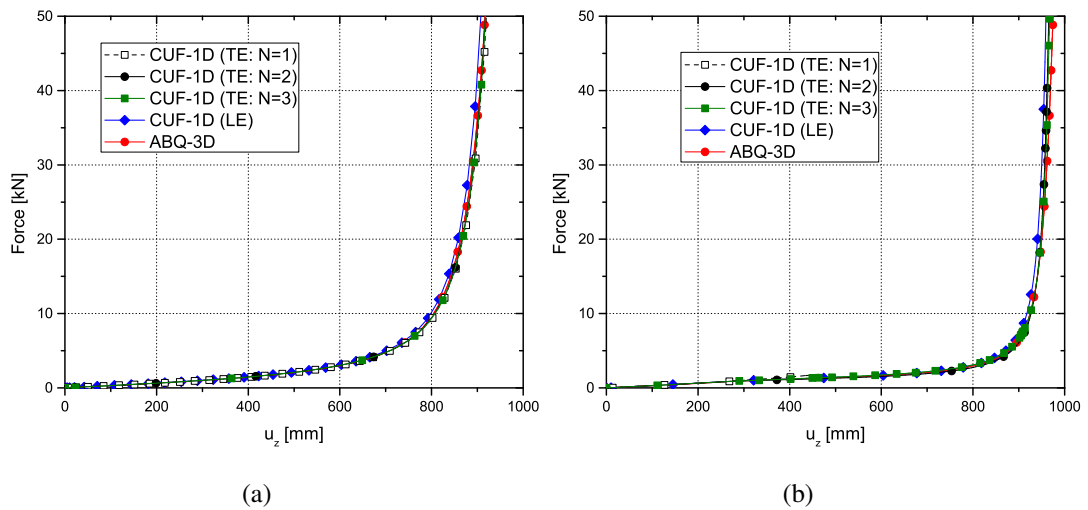 50
40
30
20
10
0
Force [kN]
CUF-1D (TE: N=1)
CUF-1D (TE: N=2)
CUF-1D (TE: N=3)
CUF-1D (LE)
ABQ-3D
0 200 400 600 800 1000
u_z [mm]
(a)
50
40
30
20
10
0
Force [kN]
CUF-1D (TE: N=1)
CUF-1D (TE: N=2)
CUF-1D (TE: N=3)
CUF-1D (LE)
ABQ-3D
0 200 400 600 800 1000
u_z [mm]
(b)